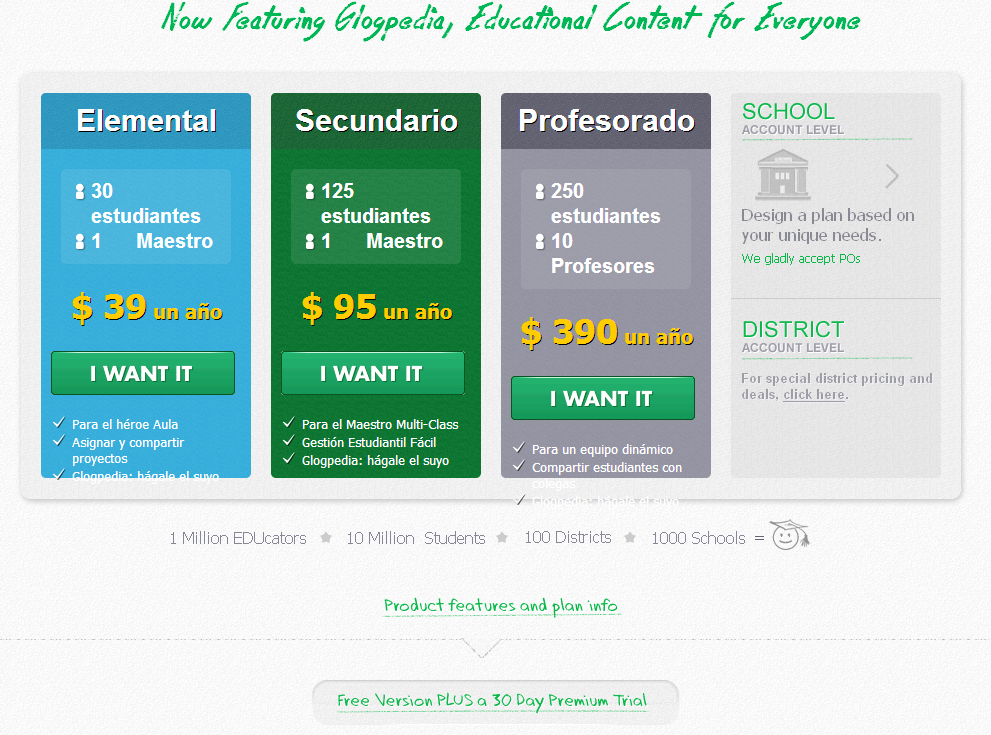 Now Featuring Glogpedia, Educational Content for Everyone
Elemental
30
estudiantes
1 Maestro
$ 39 un año
I WANT IT
Para el héroe Aula
Asignar y compartir
proyectos
Glogpedia: hágale el suyo
Secundario
125
estudiantes
1 Maestro
$ 95 un año
I WANT IT
Para el Maestro Multi-Class
Gestión Estudiantil Fácil
Glogpedia: hágale el suyo
Profesorado
250
estudiantes
10
Profesores
$ 390 un año
I WANT IT
Para un equipo dinámico
Compartir estudiantes con
colegas
Glogpedia: hágale el suyo
SCHOOL
ACCOUNT LEVEL
Design a plan based on
your unique needs.
We gladly accept POs
DISTRICT
ACCOUNT LEVEL
For special district pricing and
deals, click here.
1 Million EDUcators 10 Million Students 100 Districts 1000 Schools =
Product features and plan info
Free Version PLUS a 30 Day Premium Trial